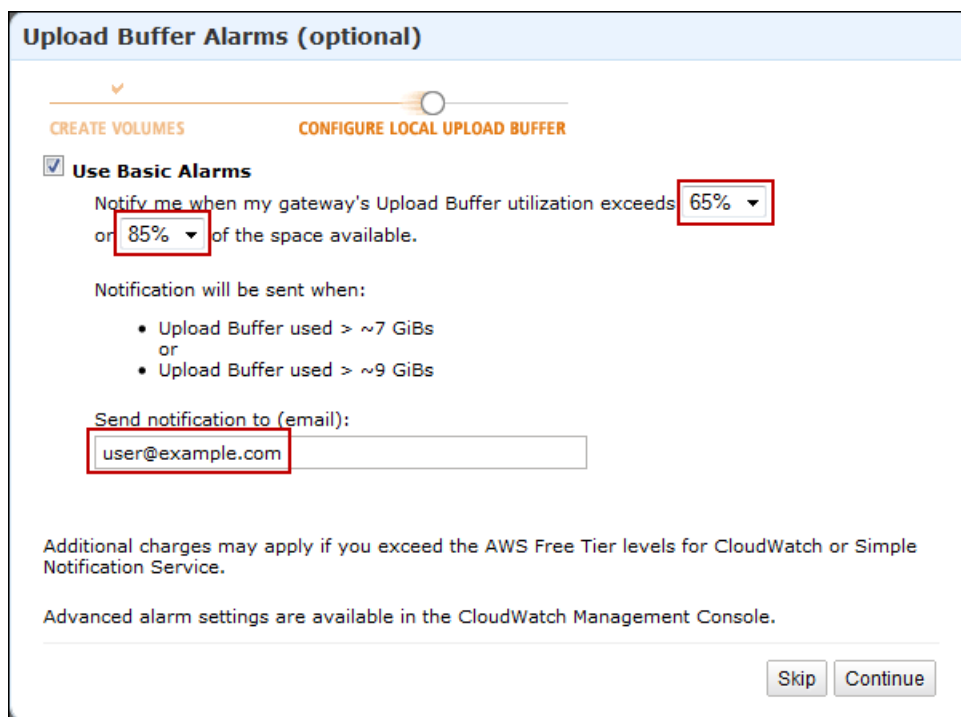 Upload Buffer Alarms (optional)
CREATE VOLUMES CONFIGURE LOCAL UPLOAD BUFFER
Use Basic Alarms
Notify me when my gateway's Upload Buffer utilization exceeds 65%
or 85% of the space available.
Notification will be sent when:
• Upload Buffer used > ~7 GiBs
or
• Upload Buffer used > ~9 GiBs
Send notification to (email):
user@example.com
Additional charges may apply if you exceed the AWS Free Tier levels for CloudWatch or Simple
Notification Service.
Advanced alarm settings are available in the CloudWatch Management Console.
Skip Continue